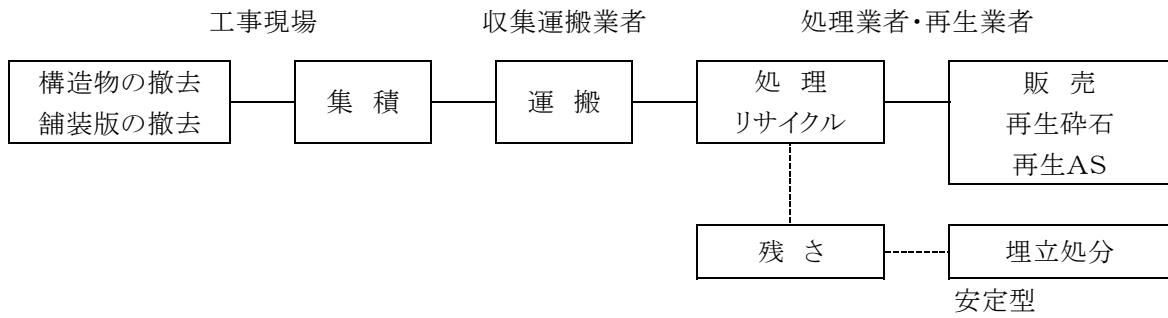 工事現場
収集運搬業者
処理業者・再生業者
構造物の撤去
舗装版の撤去
集 積
運 搬
処 理
リサイクル
販 売
再生砕石
再生AS
残 さ
埋立処分
安定型